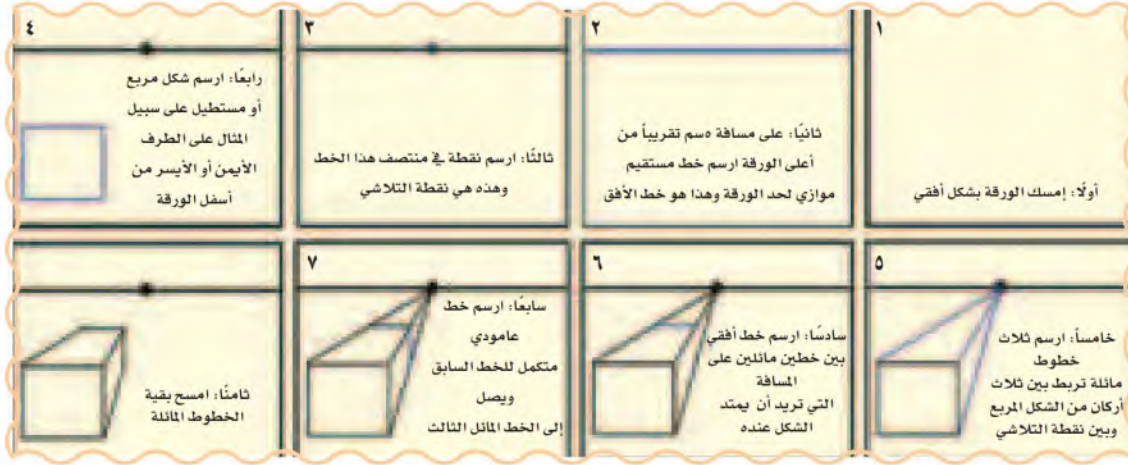 ١
أولًا: إمسك الورقة بشكل أفقي
٢
ثانيًا: على مسافة ٥سم تقريباً من
أعلى الورقة ارسم خط مستقيم
موازي لحد الورقة وهذا هو خط الأفق
٣
ثالثًا: ارسم نقطة في منتصف هذا الخط
وهذه هي نقطة التلاشي
٤
رابعًا: ارسم شكل مربع
أو مستطيل على سبيل
المثال على الطرف
الأيمن أو الأيسر من
أسفل الورقة
٥
خامساً: ارسم ثلاث
خطوط
مائلة تربط بين ثلاث
أركان من الشكل المربع
وبين نقطة التلاشي
٦
سادسًا: ارسم خط أفقي
بين خطين مائلين على
المسافة
التي تريد أن يمتد
الشكل عنده
٧
سابعًا: ارسم خط
عامودي
متكمل للخط السابق
ويصل
إلى الخط المائل الثالث
ثامنًا: امسح بقية
الخطوط المائلة